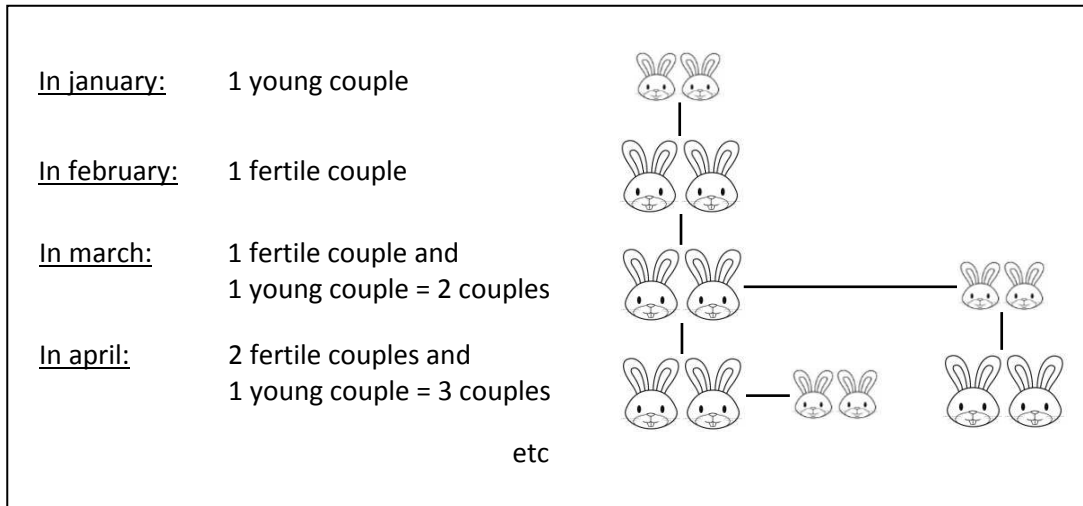 In january: 1 young couple
In february: 1 fertile couple
In march: 1 fertile couple and
1 young couple = 2 couples
In april: 2 fertile couples and
1 young couple = 3 couples
etc